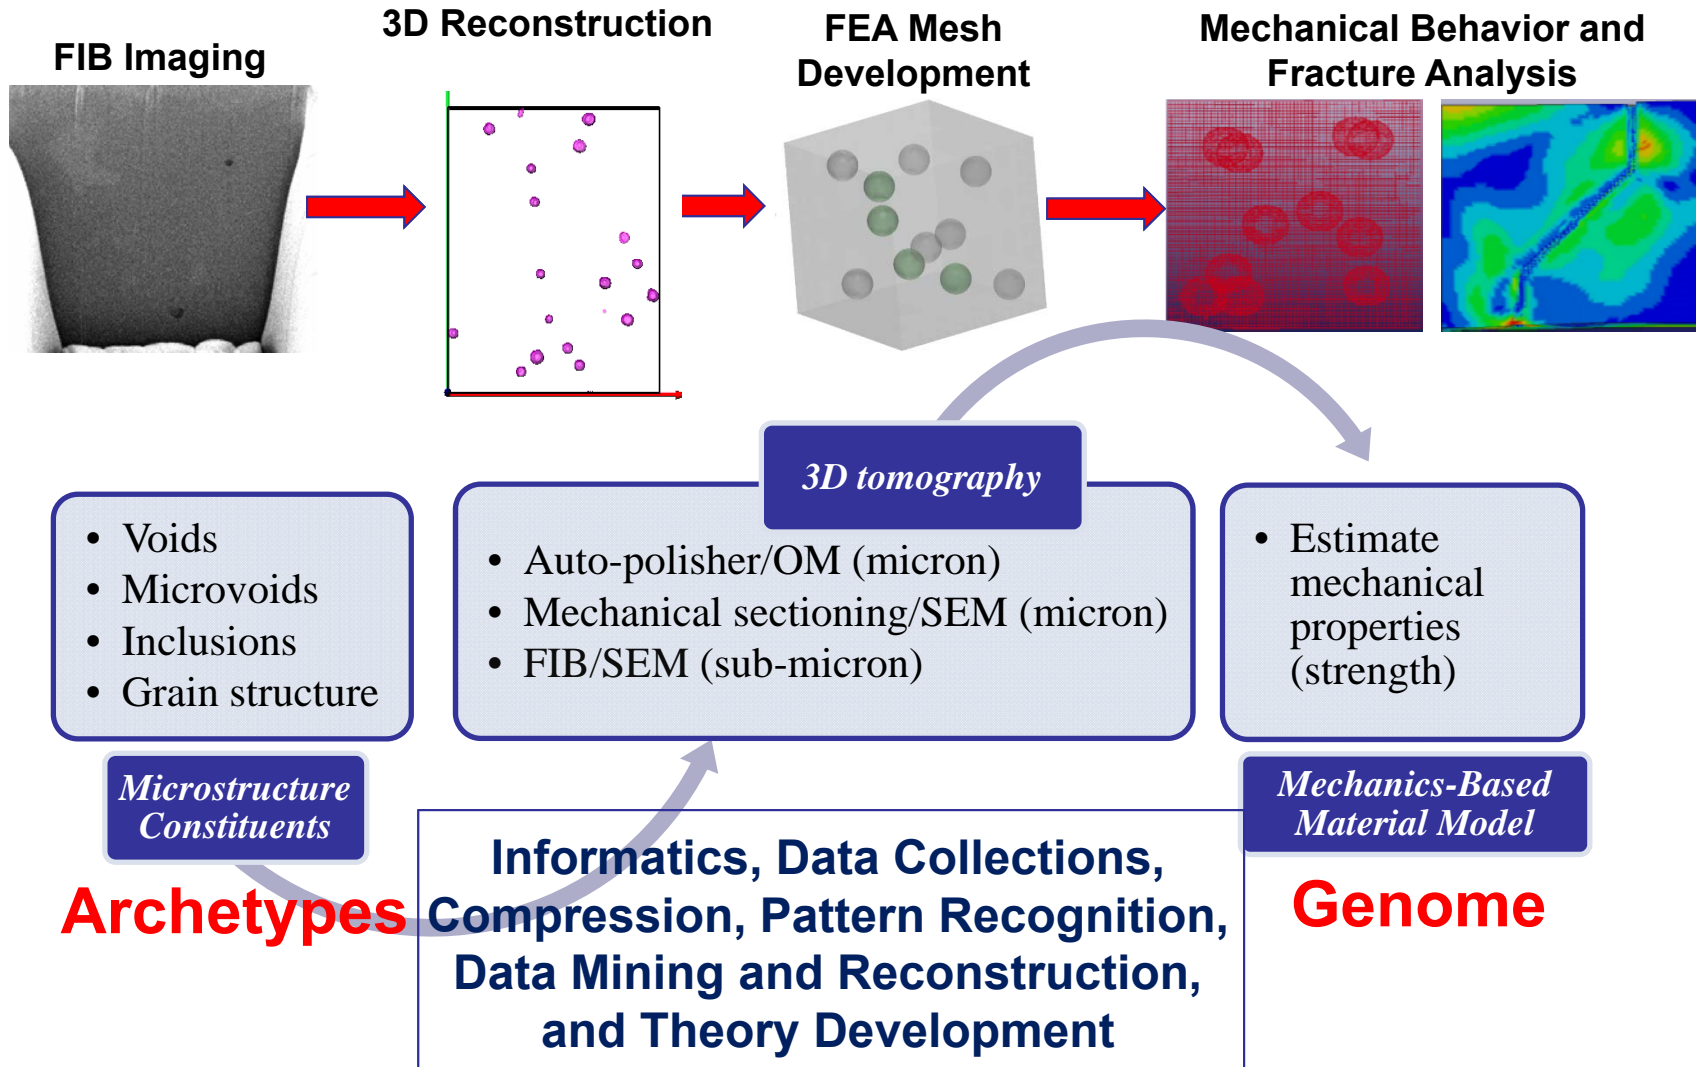 FIB Imaging
3D Reconstruction
FEA Mesh
Development
Mechanical Behavior and
Fracture Analysis
3D tomography
• Voids
• Microvoids
• Inclusions
• Grain structure
• Auto-polisher/OM (micron)
• Mechanical sectioning/SEM (micron)
• FIB/SEM (sub-micron)
• Estimate
mechanical
properties
(strength)
Microstructure
Constituents
Mechanics-Based
Material Model
Archetypes
Informatics, Data Collections,
Compression, Pattern Recognition,
Data Mining and Reconstruction,
and Theory Development
Genome